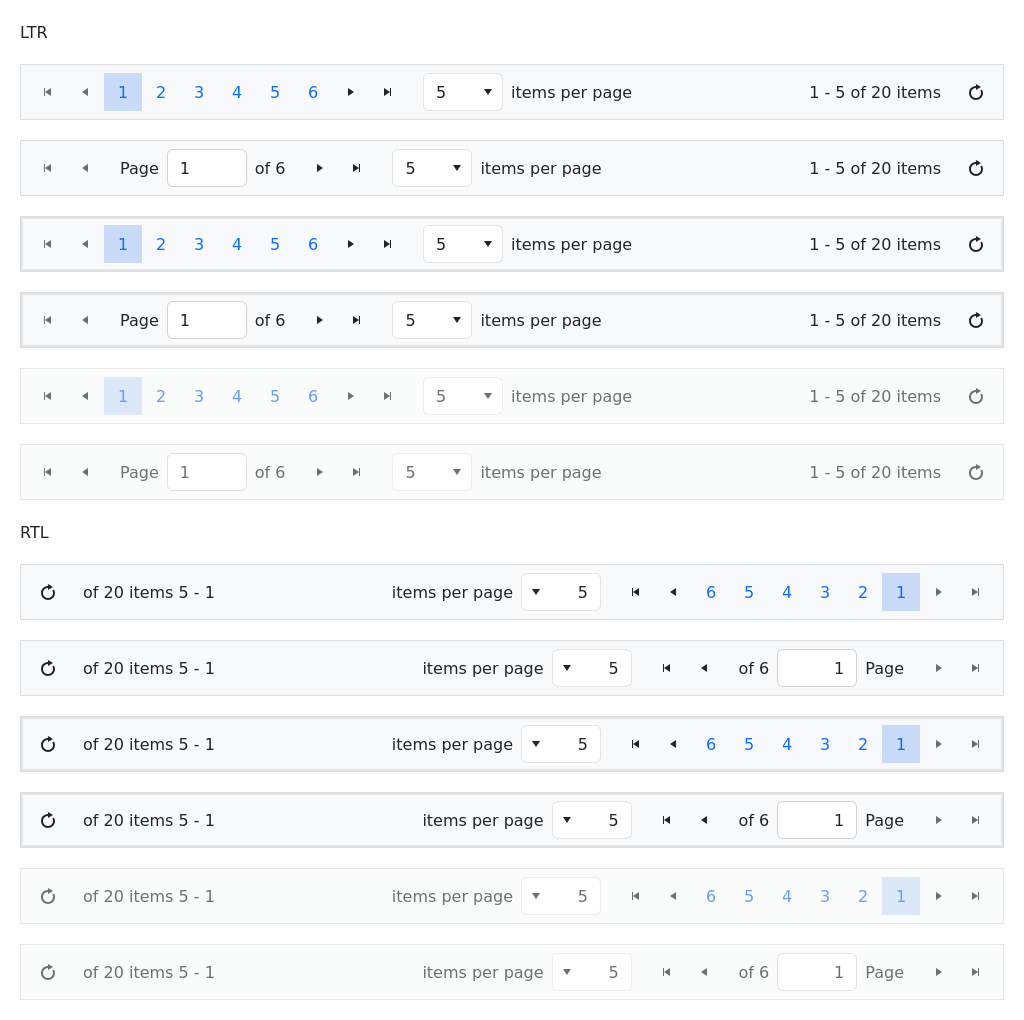 LTR
1 2 3 4 5 6 5 items per page 1 - 5 of 20 items
Page 1 of 6 5 items per page 1 - 5 of 20 items
1 2 3 4 5 6 5 items per page 1 - 5 of 20 items
Page 1 of 6 5 items per page 1 - 5 of 20 items
1 2 3 4 5 6 5 items per page 1 - 5 of 20 items
Page 1 of 6 5 items per page 1 - 5 of 20 items
RTL
of 20 items 5 - 1 items per page 5 6 5 4 3 2 1
of 20 items 5 - 1 items per page 5 of 6 1 Page
of 20 items 5 - 1 items per page 5 6 5 4 3 2 1
of 20 items 5 - 1 items per page 5 of 6 1 Page
of 20 items 5 - 1 items per page 5 6 5 4 3 2 1
of 20 items 5 - 1 items per page 5 of 6 1 Page